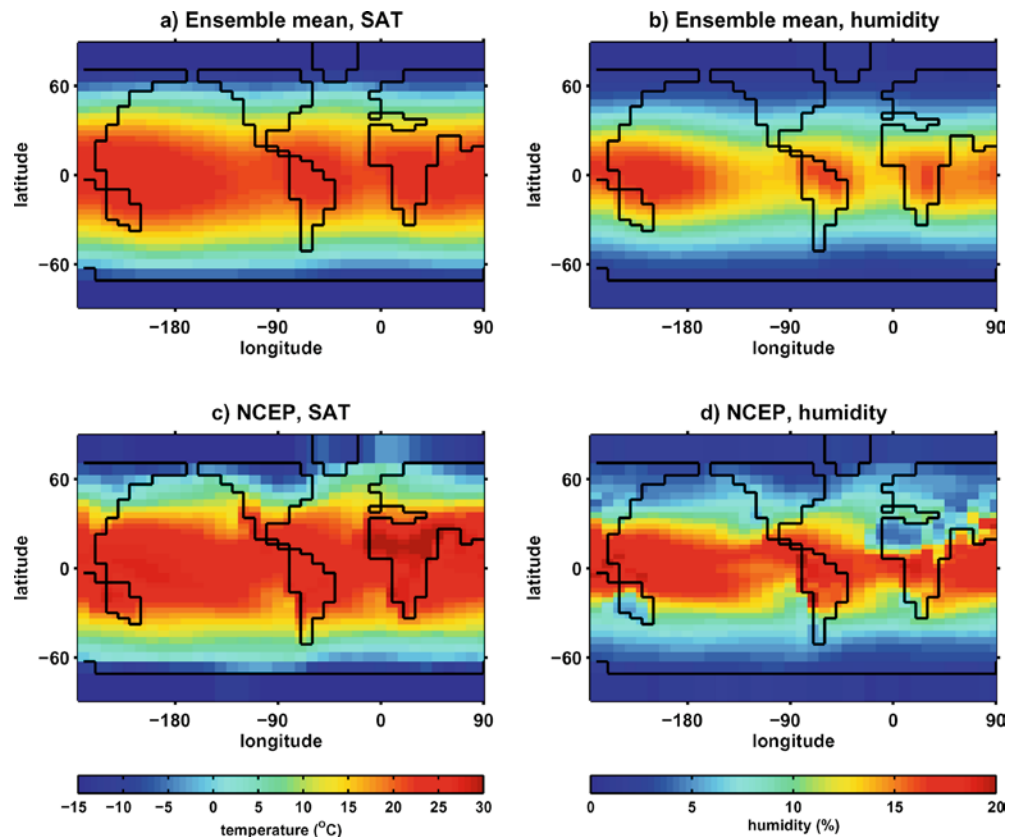 a) Ensemble mean, SAT
b) Ensemble mean, humidity
latitude
60
0
−60
−180
−90
0
90
longitude
latitude
60
0
−60
−180
−90
0
90
longitude
c) NCEP, SAT
d) NCEP, humidity
latitude
60
0
−60
−180
−90
0
90
longitude
latitude
60
0
−60
−180
−90
0
90
longitude
−15 −10 −5 0 5 10 15 20 25 30
temperature (°C)
0 5 10 15 20
humidity (%)